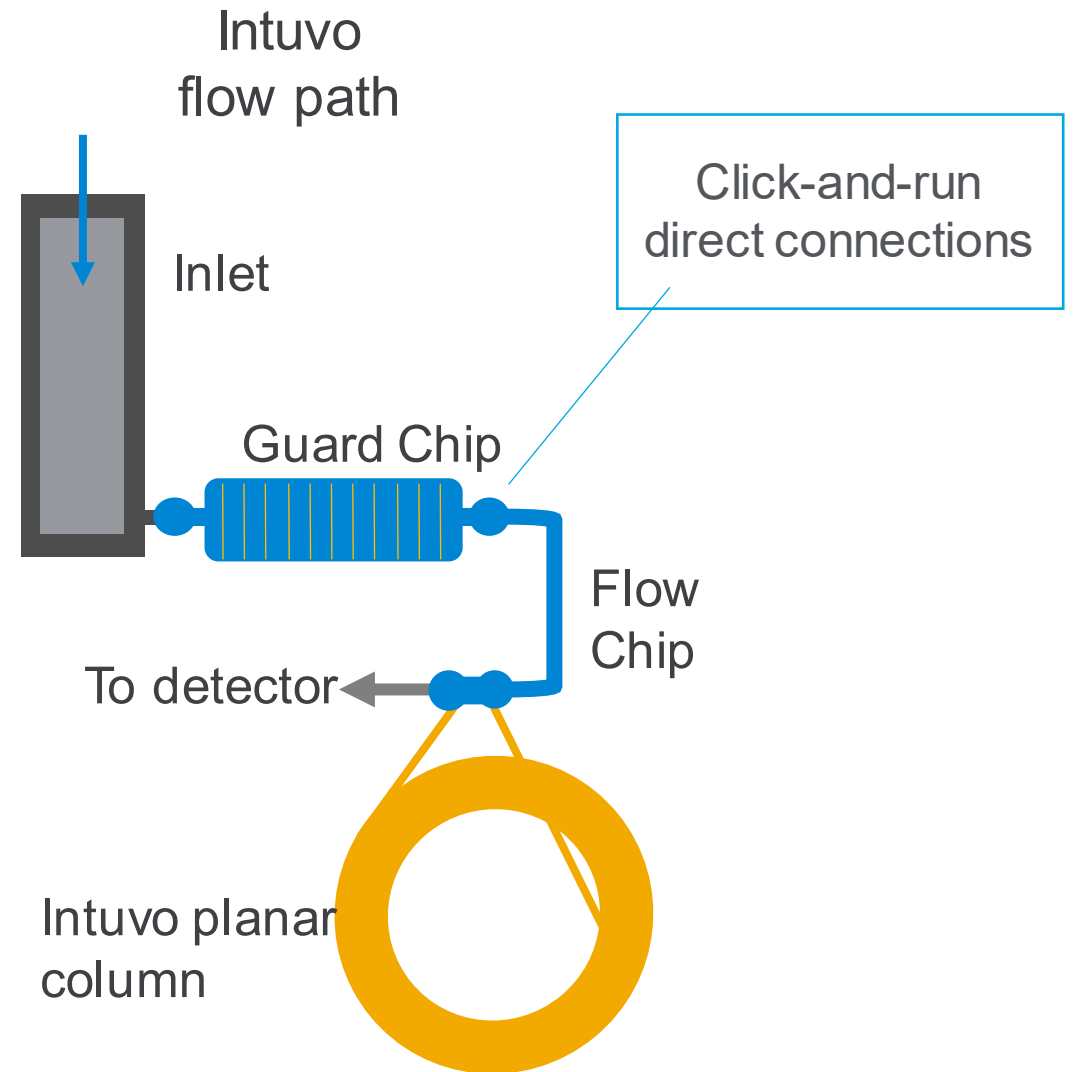 Intuvo
flow path
Click-and-run
direct connections
Inlet
Guard Chip
Flow
Chip
To detector
Intuvo planar
column